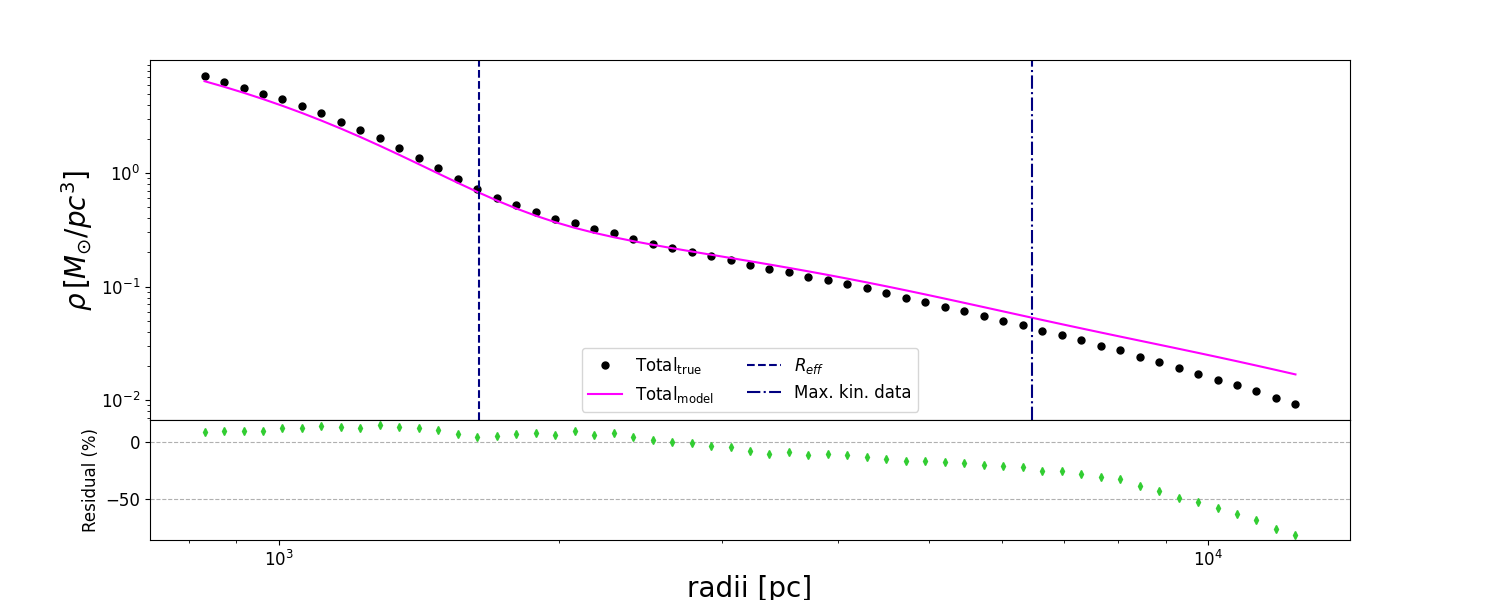 ρ [M⊙/pc³]
10⁰
10⁻¹
10⁻²
Total_true
Total_model
R_eff
Max. kin. data
Residual (%)
0
−50
10³
10⁴
radii [pc]